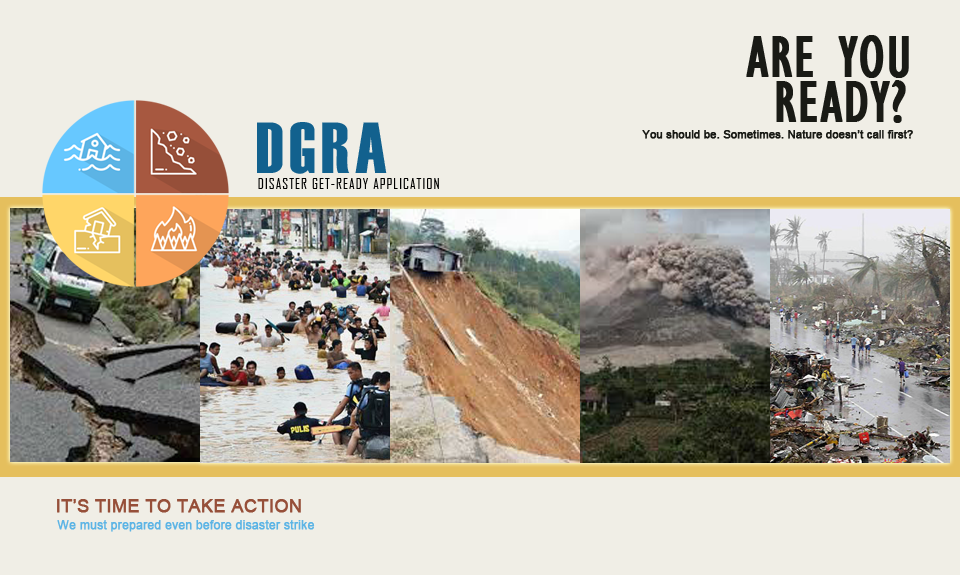 ARE YOU
READY?
You should be. Sometimes. Nature doesn't call first?
DGRA
DISASTER GET-READY APPLICATION
PULIS
IT'S TIME TO TAKE ACTION
We must prepared even before disaster strike